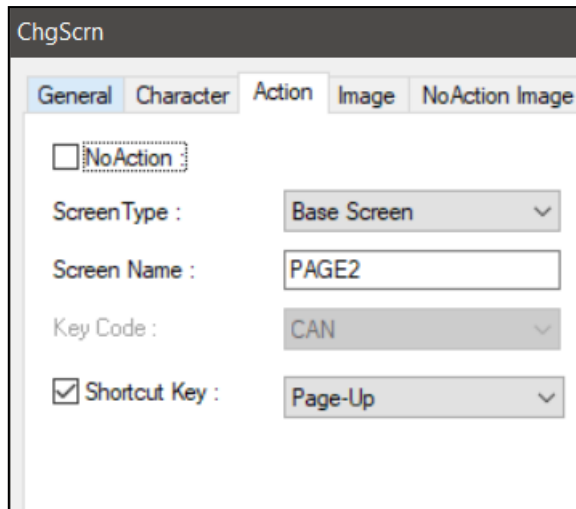 ChgScrn
General Character Action Image NoAction Image
NoAction :
ScreenType : Base Screen
Screen Name : PAGE2
Key Code : CAN
Shortcut Key : Page-Up